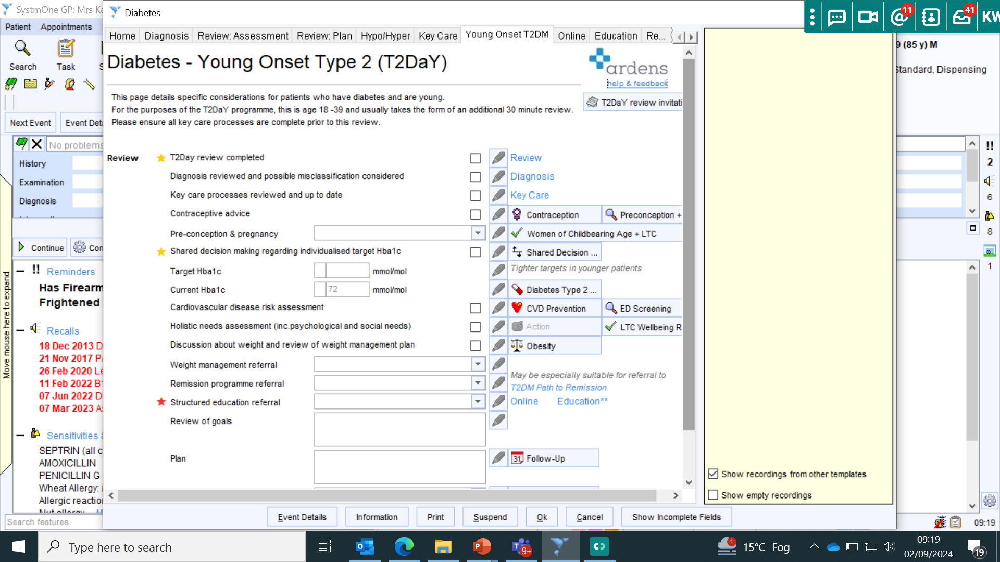 SystmOne GP: Mrs Ka
Diabetes
11
41
KW
Patient Appointments
Home Diagnosis Review: Assessment Review: Plan Hypo/Hyper Key Care Young Onset T2DM Online Education Re...
9 (85 y) M
Search Task
Diabetes - Young Onset Type 2 (T2DaY)
ardens
help & feedback
Standard, Dispensing
This page details specific considerations for patients who have diabetes and are young.
For the purposes of the T2DaY programme, this is age 18 -39 and usually takes the form of an additional 30 minute review.
Please ensure all key care processes are complete prior to this review.
T2DaY review invitati
Next Event Event Deta
No problems
History
Examination
Diagnosis
Review
T2Day review completed
Review
Diagnosis reviewed and possible misclassification considered
Diagnosis
Key care processes reviewed and up to date
Key Care
Contraceptive advice
Contraception Preconception +
Pre-conception & pregnancy
Women of Childbearing Age + LTC
Shared decision making regarding individualised target Hba1c
Shared Decision ...
Target Hba1c mmol/mol
Tighter targets in younger patients
Current Hba1c 72 mmol/mol
Diabetes Type 2 ...
Cardiovascular disease risk assessment
CVD Prevention ED Screening
Holistic needs assessment (inc.psychological and social needs)
Action LTC Wellbeing R
Discussion about weight and review of weight management plan
Obesity
Weight management referral
May be especially suitable for referral to
Remission programme referral
T2DM Path to Remission
Structured education referral
Online Education**
Review of goals
Plan
Follow-Up
!!
2
6
8
1
Continue Con
Move mouse here to expand
!! Reminders
Has Firearm
Frightened
Recalls
18 Dec 2013 D
21 Nov 2017 P
26 Feb 2020 Le
11 Feb 2022 B
07 Jun 2022 D
07 Mar 2023 As
Sensitivities &
SEPTRIN (all c
AMOXICILLIN
PENICILLIN G
Wheat Allergy:
Allergic reactio
Nut allergy
Search features
Show recordings from other templates
Show empty recordings
Event Details Information Print Suspend Ok Cancel Show Incomplete Fields
09:19
Type here to search
9+
1
15°C Fog
09:19
02/09/2024
19